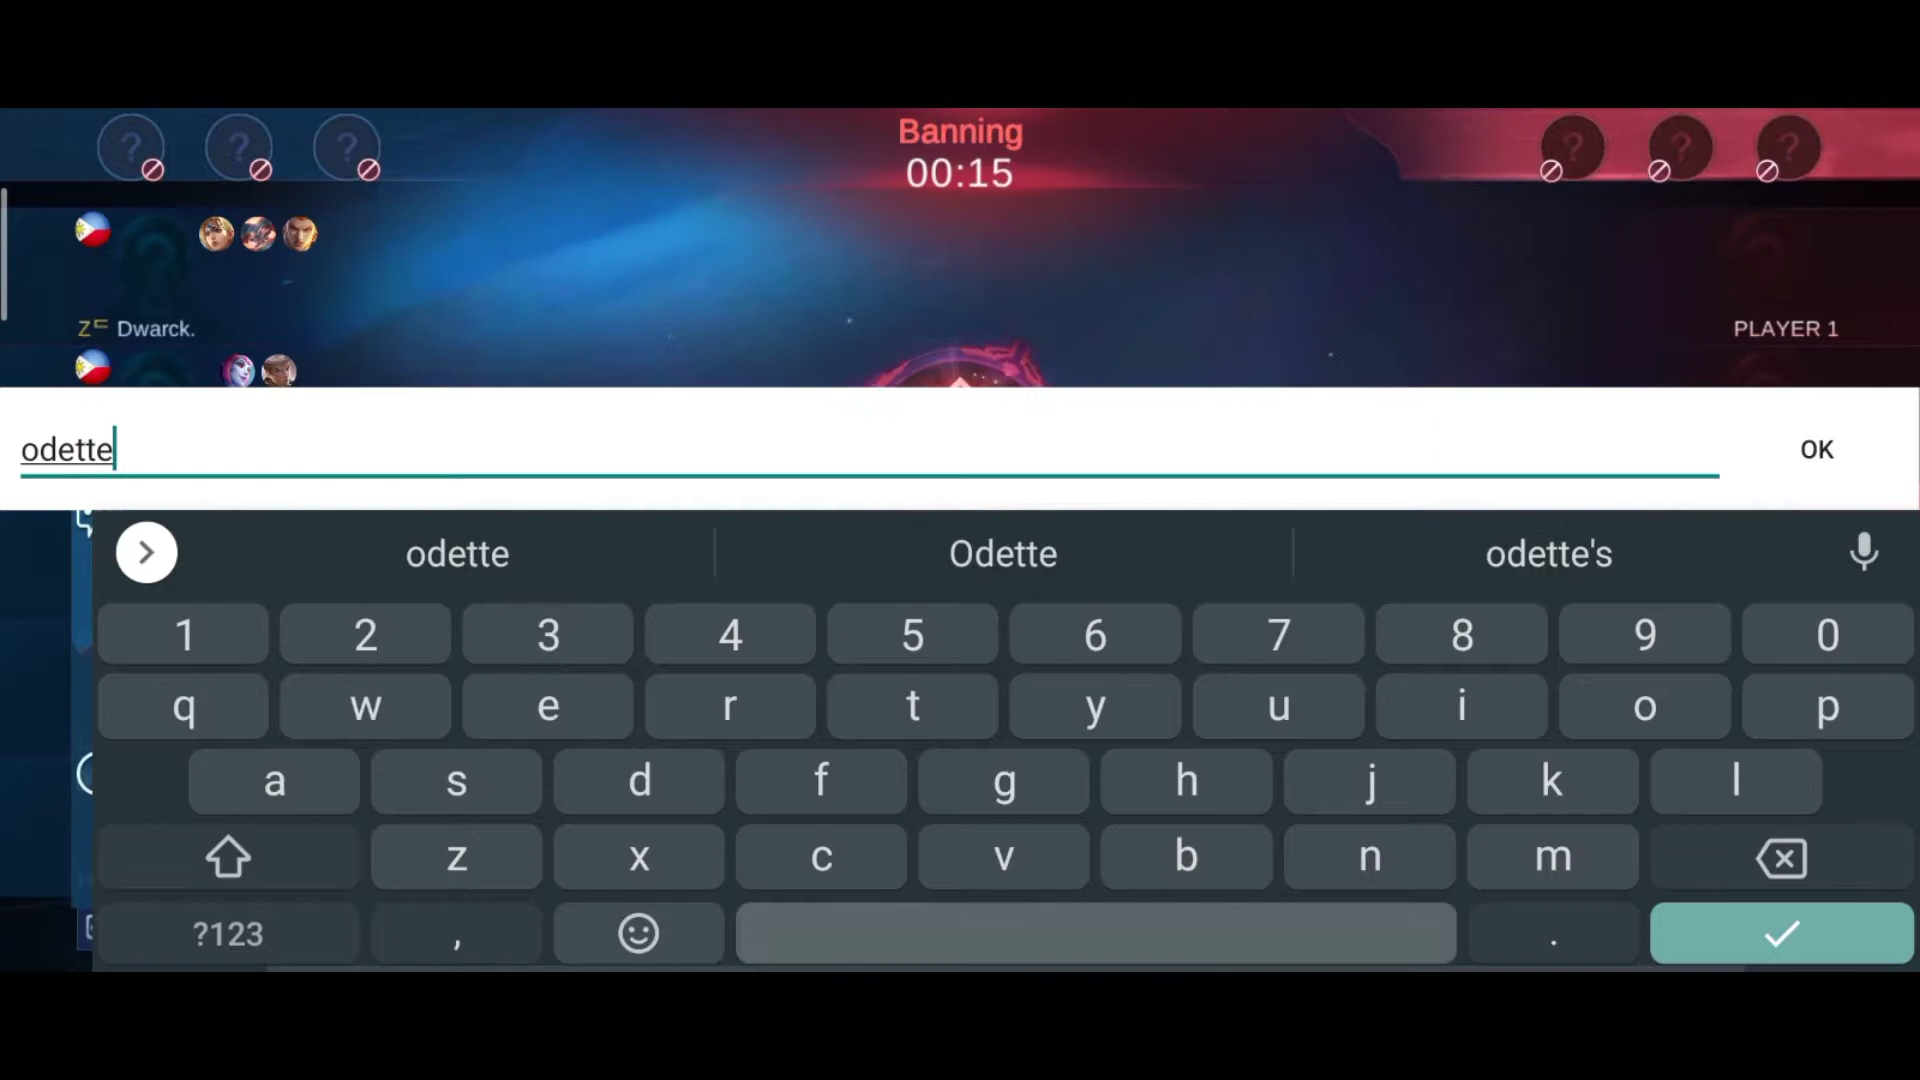 Banning
00:15
Dwarck.
PLAYER 1
odette
OK
odette Odette odette's
1 2 3 4 5 6 7 8 9 0
q w e r t y u i o p
a s d f g h j k l
z x c v b n m
?123 , .